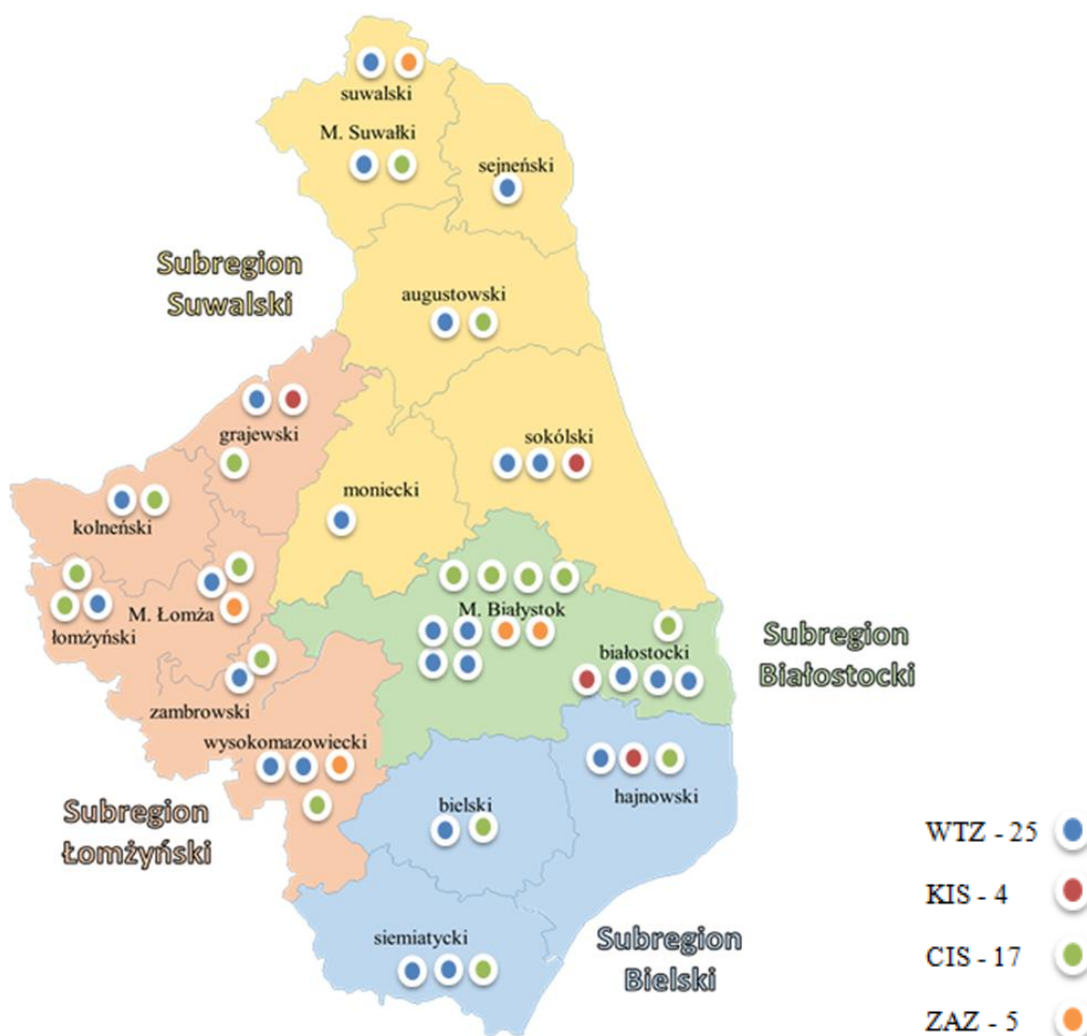 suwalski
M. Suwałki
sejneński
Subregion
Suwalski
augustowski
grajewski
sokólski
moniecki
kolneński
M. Łomża
łomżyński
M. Białystok
białostocki
Subregion
Białostocki
zambrowski
wysokomazowiecki
hajnowski
bielski
Subregion
Łomżyński
siemiatycki
Subregion
Bielski
WTZ - 25
KIS - 4
CIS - 17
ZAZ - 5